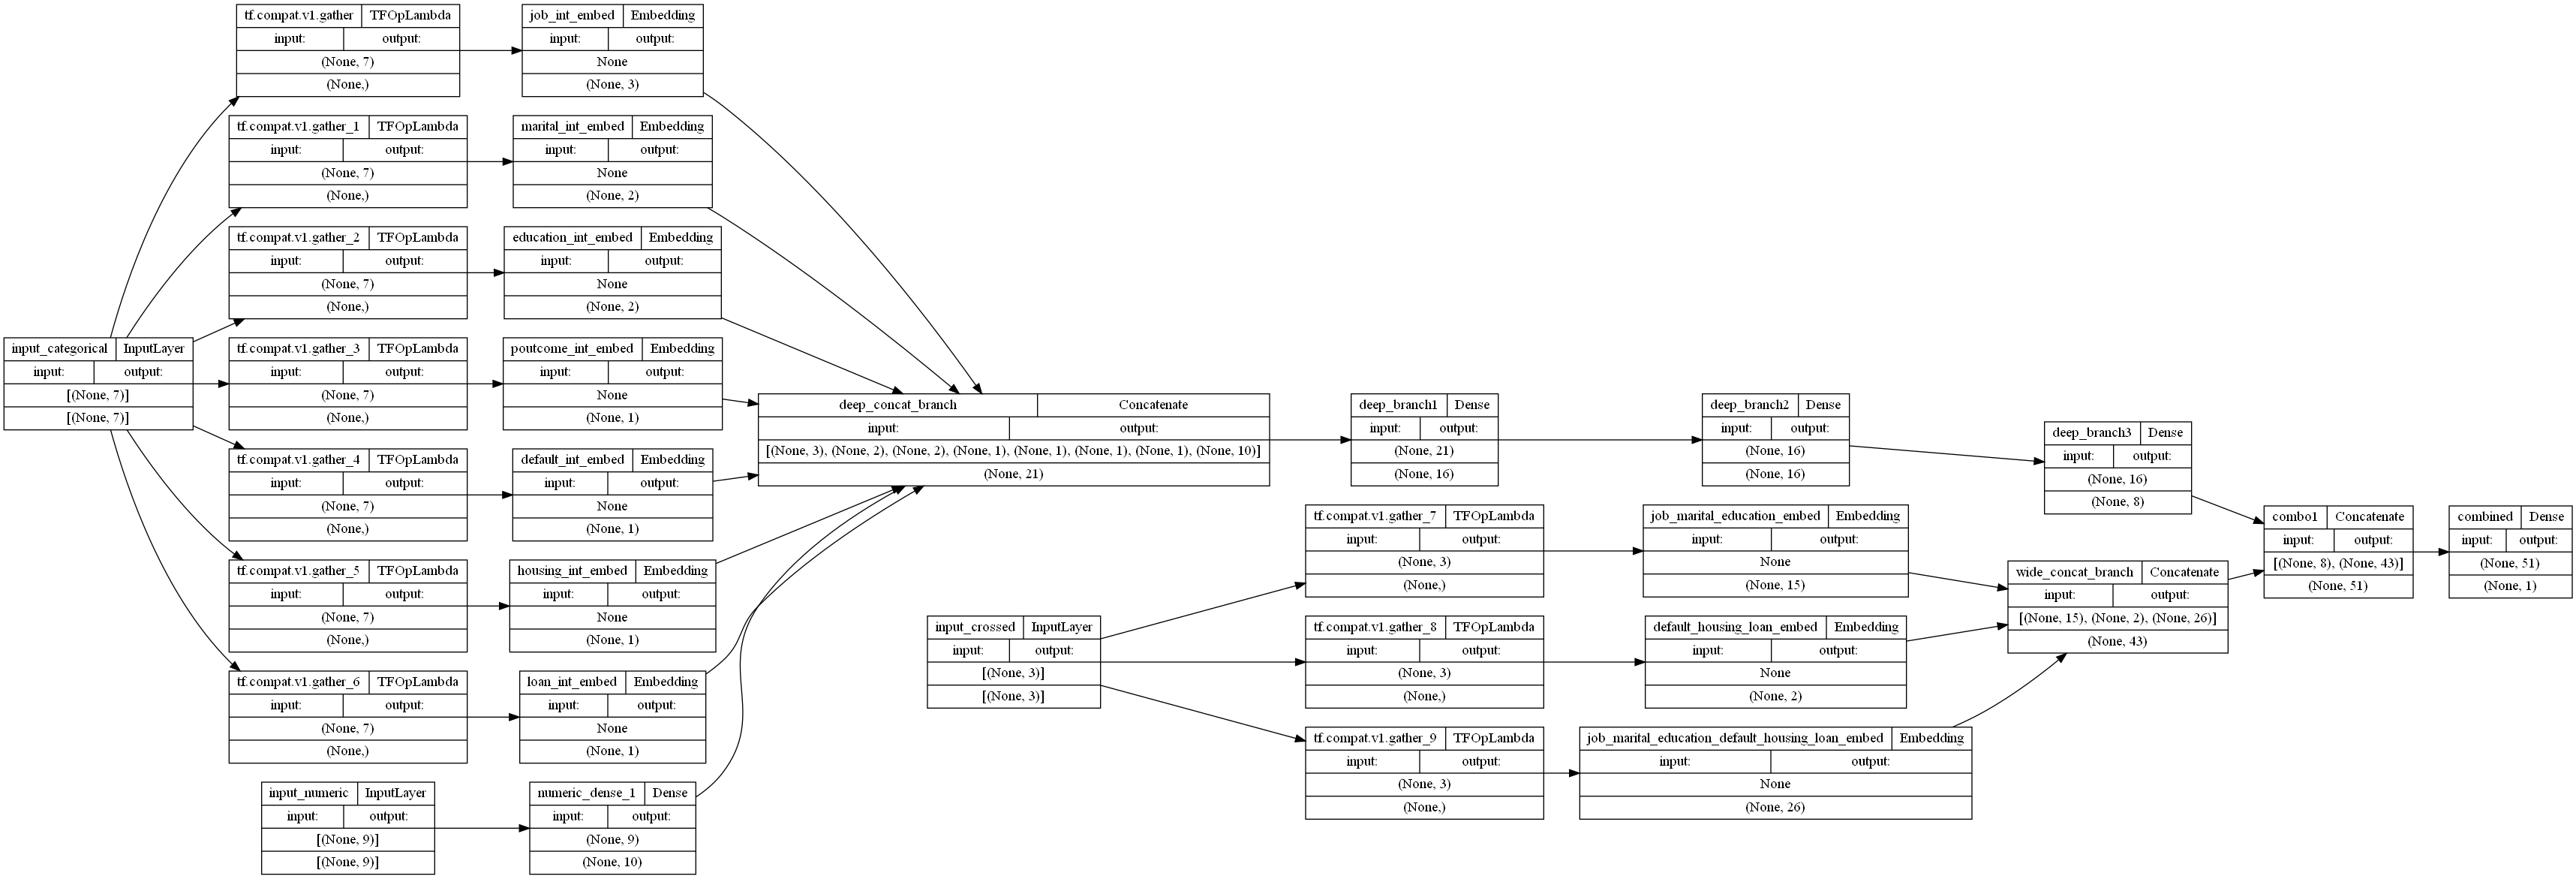 tf.compat.v1.gather TFOpLambda
input: output:
(None, 7)
(None,)
job_int_embed Embedding
input: output:
None
(None, 3)
tf.compat.v1.gather_1 TFOpLambda
input: output:
(None, 7)
(None,)
marital_int_embed Embedding
input: output:
None
(None, 2)
tf.compat.v1.gather_2 TFOpLambda
input: output:
(None, 7)
(None,)
education_int_embed Embedding
input: output:
None
(None, 2)
input_categorical InputLayer
input: output:
[(None, 7)]
[(None, 7)]
tf.compat.v1.gather_3 TFOpLambda
input: output:
(None, 7)
(None,)
poutcome_int_embed Embedding
input: output:
None
(None, 1)
tf.compat.v1.gather_4 TFOpLambda
input: output:
(None, 7)
(None,)
default_int_embed Embedding
input: output:
None
(None, 1)
tf.compat.v1.gather_5 TFOpLambda
input: output:
(None, 7)
(None,)
housing_int_embed Embedding
input: output:
None
(None, 1)
tf.compat.v1.gather_6 TFOpLambda
input: output:
(None, 7)
(None,)
loan_int_embed Embedding
input: output:
None
(None, 1)
input_numeric InputLayer
input: output:
[(None, 9)]
[(None, 9)]
numeric_dense_1 Dense
input: output:
(None, 9)
(None, 10)
deep_concat_branch Concatenate
input: output:
[(None, 3), (None, 2), (None, 2), (None, 1), (None, 1), (None, 1), (None, 1), (None, 10)]
(None, 21)
deep_branch1 Dense
input: output:
(None, 21)
(None, 16)
deep_branch2 Dense
input: output:
(None, 16)
(None, 16)
deep_branch3 Dense
input: output:
(None, 16)
(None, 8)
input_crossed InputLayer
input: output:
[(None, 3)]
[(None, 3)]
tf.compat.v1.gather_7 TFOpLambda
input: output:
(None, 3)
(None,)
job_marital_education_embed Embedding
input: output:
None
(None, 15)
tf.compat.v1.gather_8 TFOpLambda
input: output:
(None, 3)
(None,)
default_housing_loan_embed Embedding
input: output:
None
(None, 2)
tf.compat.v1.gather_9 TFOpLambda
input: output:
(None, 3)
(None,)
job_marital_education_default_housing_loan_embed Embedding
input: output:
None
(None, 26)
wide_concat_branch Concatenate
input: output:
[(None, 15), (None, 2), (None, 26)]
(None, 43)
combo1 Concatenate
input: output:
[(None, 8), (None, 43)]
(None, 51)
combined Dense
input: output:
(None, 51)
(None, 1)